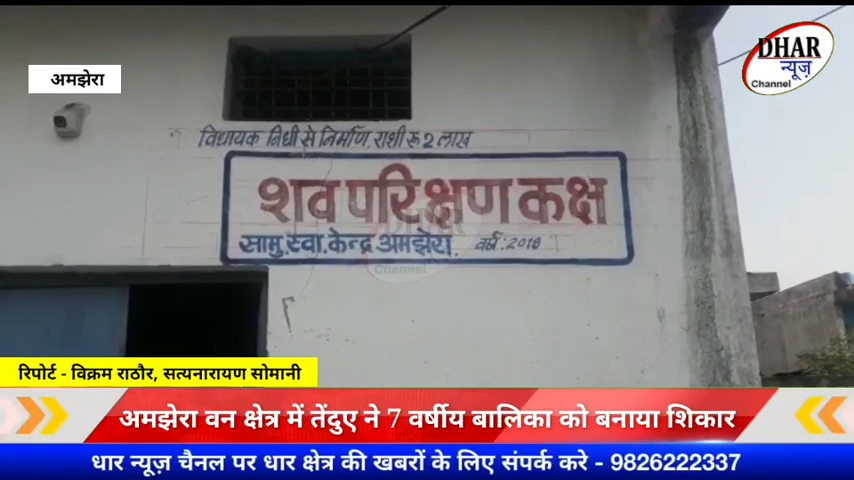 DHAR
न्यूज़
Channel
अमझेरा
विधायक निधी से निर्माण, राशी रू 2 लाख
शव परिक्षण कक्ष
सामु. स्वा. केन्द्र अमझेरा. वर्ष : 2018
Channel
रिपोर्ट - विक्रम राठौर, सत्यनारायण सोमानी
अमझेरा वन क्षेत्र में तेंदुए ने 7 वर्षीय बालिका को बनाया शिकार
धार न्यूज़ चैनल पर धार क्षेत्र की खबरों के लिए संपर्क करे - 9826222337